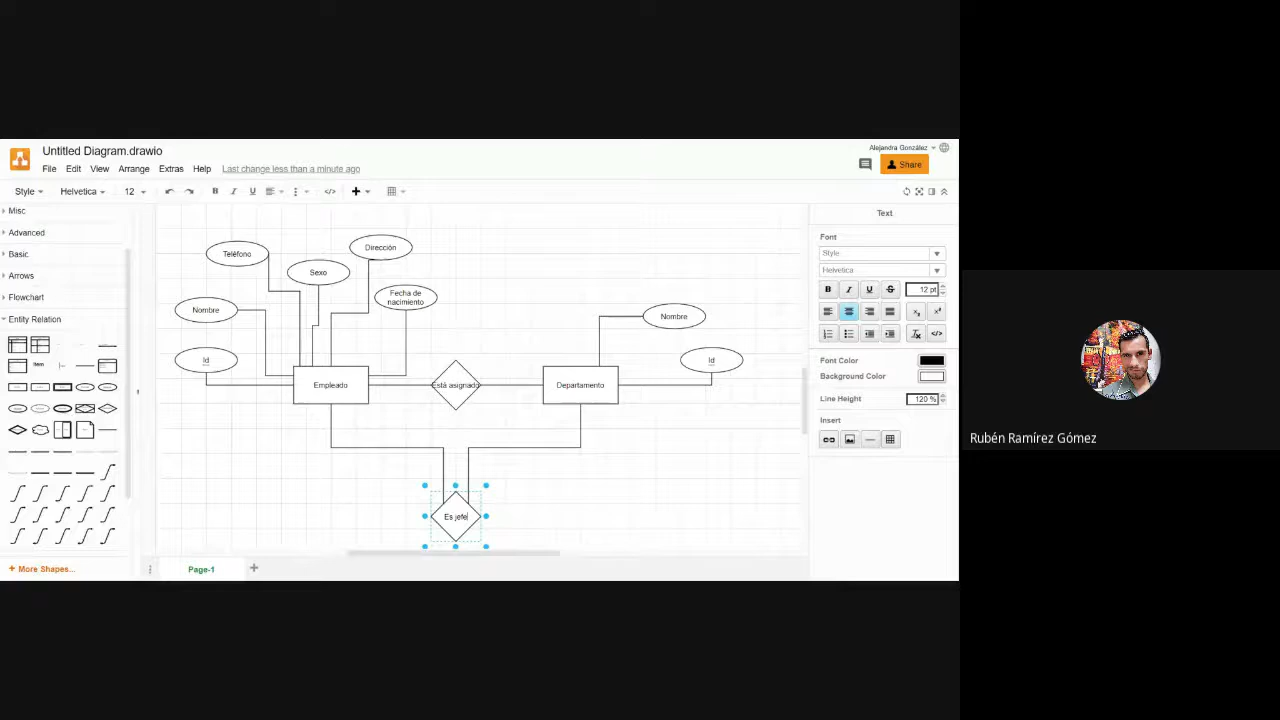 Untitled Diagram.drawio
Alejandra González
File Edit View Arrange Extras Help Last change less than a minute ago
Share
Style Helvetica 12 B I U </>
Misc
Advanced
Basic
Arrows
Flowchart
Entity Relation
More Shapes...
Teléfono
Dirección
Sexo
Fecha de
nacimiento
Nombre
Nombre
Id
Id
Empleado
Está asignado
Departamento
Es jefe
Page-1
Text
Font
Style
Helvetica
B I U S 12 pt
Font Color
Background Color
Line Height 120 %
Insert
Rubén Ramírez Gómez